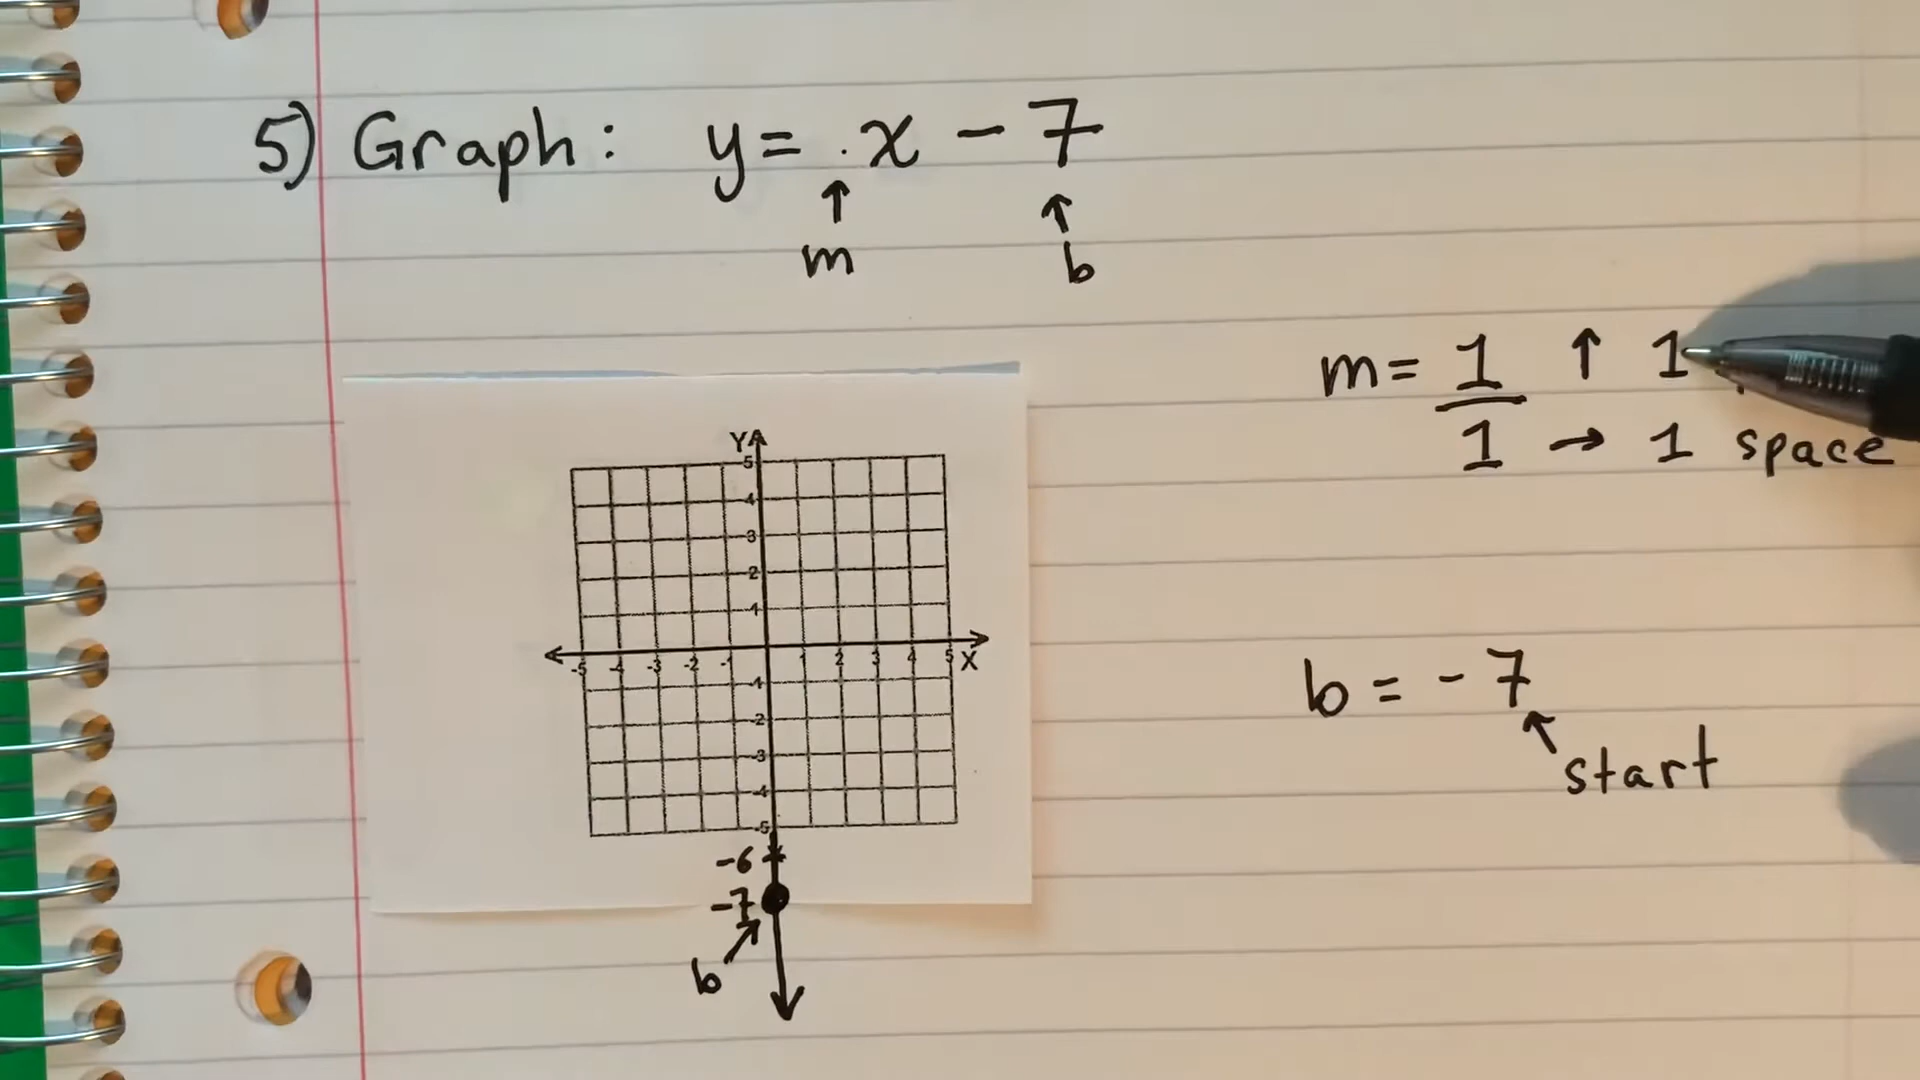 5) Graph: y = . x - 7
↑ ↑
m b
m = 1 ↑ 1
1 → 1 space
Y
5
4
3
2
1
-5 -4 -3 -2 -1 1 2 3 4 5 X
-1
-2
-3
-4
-5
-6
-7
b
b = - 7
start